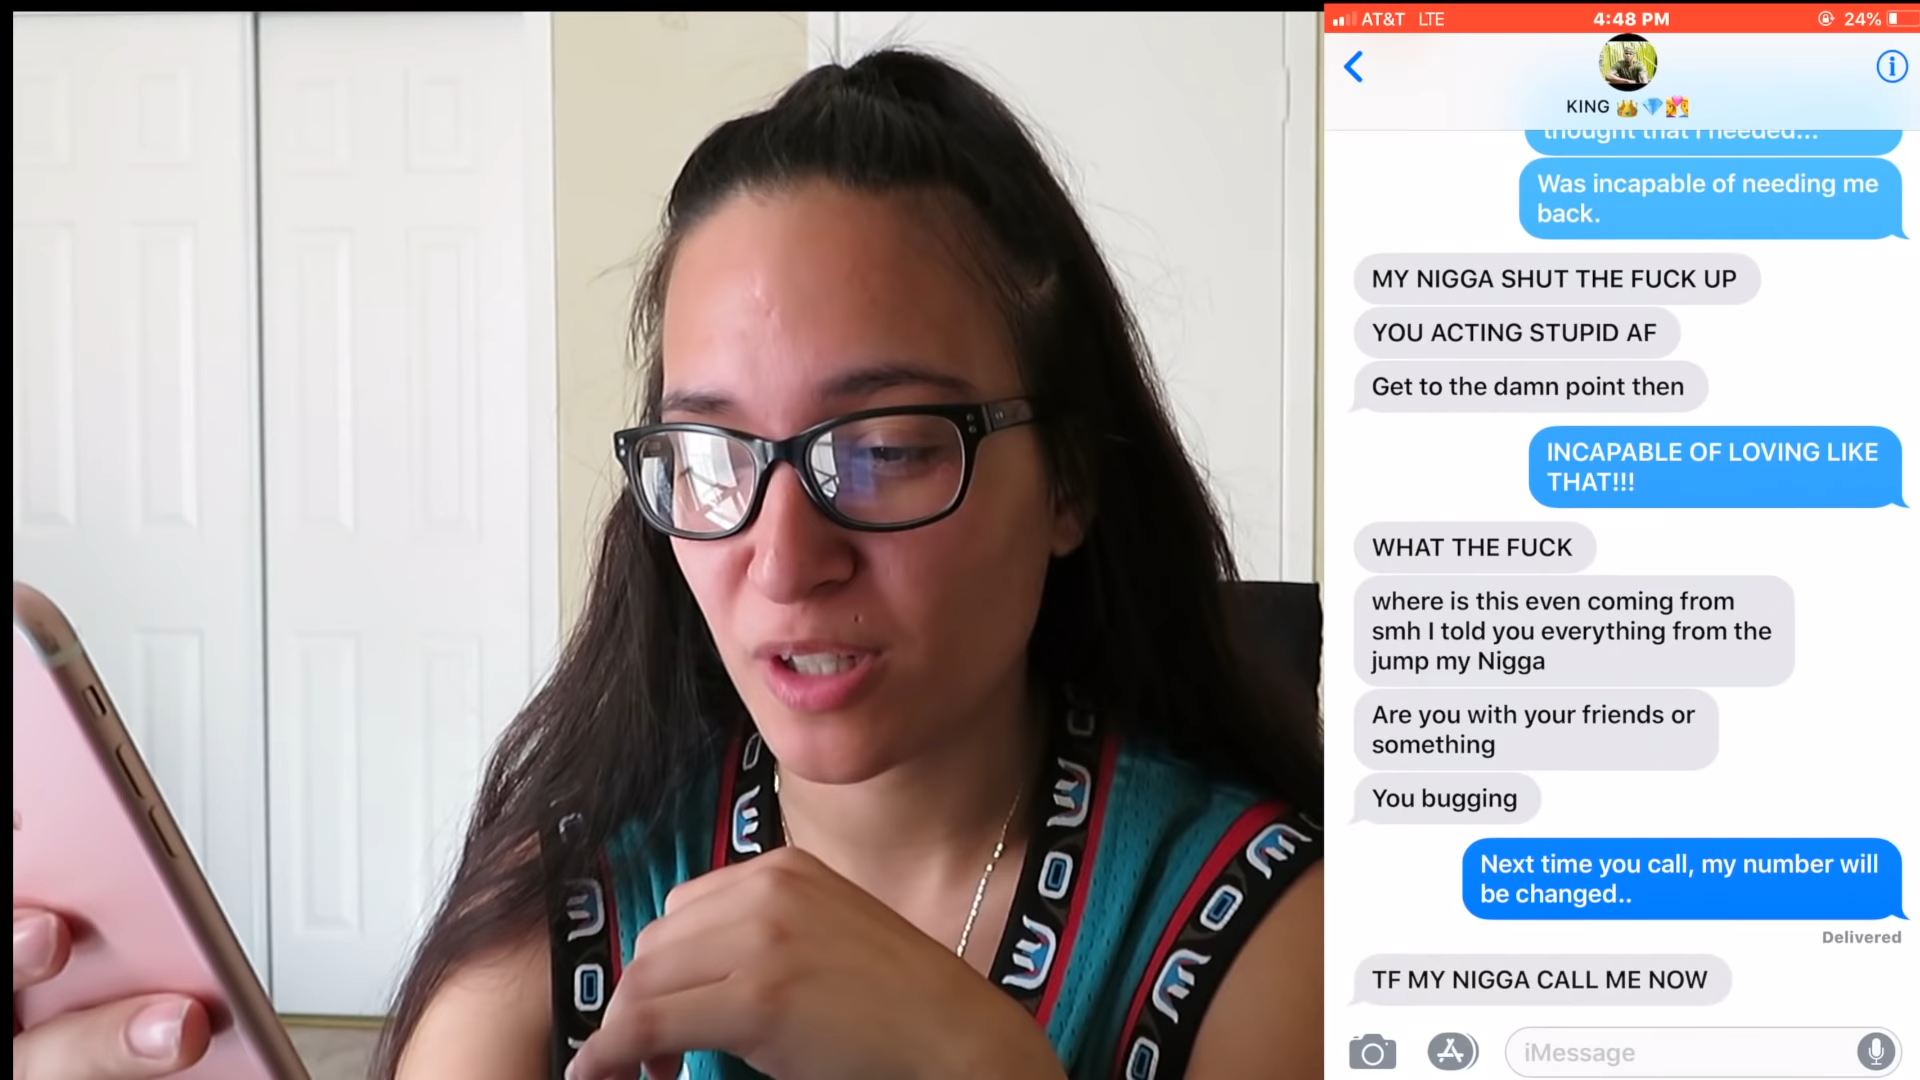 AT&T LTE 4:48 PM 24%
KING
thought that I needed...
Was incapable of needing me
back.
MY NIGGA SHUT THE FUCK UP
YOU ACTING STUPID AF
Get to the damn point then
INCAPABLE OF LOVING LIKE
THAT!!!
WHAT THE FUCK
where is this even coming from
smh I told you everything from the
jump my Nigga
Are you with your friends or
something
You bugging
Next time you call, my number will
be changed..
Delivered
TF MY NIGGA CALL ME NOW
iMessage